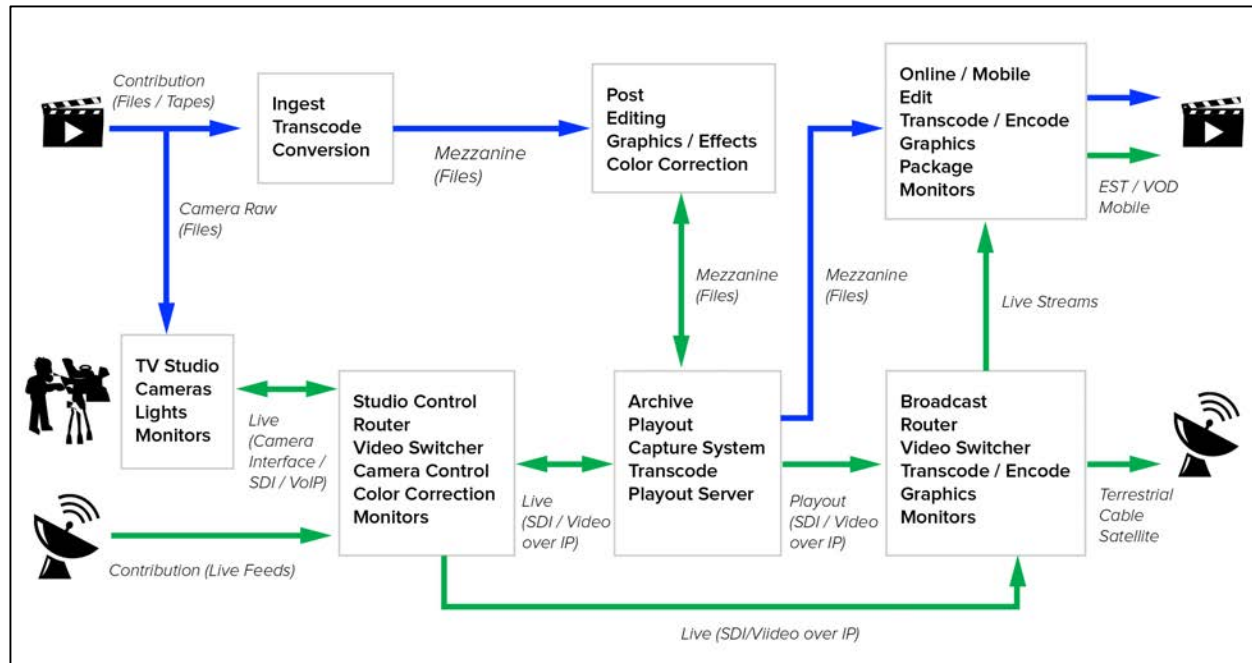 Contribution
(Files / Tapes)
Ingest
Transcode
Conversion
Mezzanine
(Files)
Post
Editing
Graphics / Effects
Color Correction
Online / Mobile
Edit
Transcode / Encode
Graphics
Package
Monitors
EST / VOD
Mobile
Camera Raw
(Files)
Mezzanine
(Files)
Mezzanine
(Files)
Live Streams
TV Studio
Cameras
Lights
Monitors
Live
(Camera
Interface /
SDI / VoIP)
Studio Control
Router
Video Switcher
Camera Control
Color Correction
Monitors
Live
(SDI / Video
over IP)
Archive
Playout
Capture System
Transcode
Playout Server
Playout
(SDI / Video
over IP)
Broadcast
Router
Video Switcher
Transcode / Encode
Graphics
Monitors
Terrestrial
Cable
Satellite
Contribution (Live Feeds)
Live (SDI/Viideo over IP)